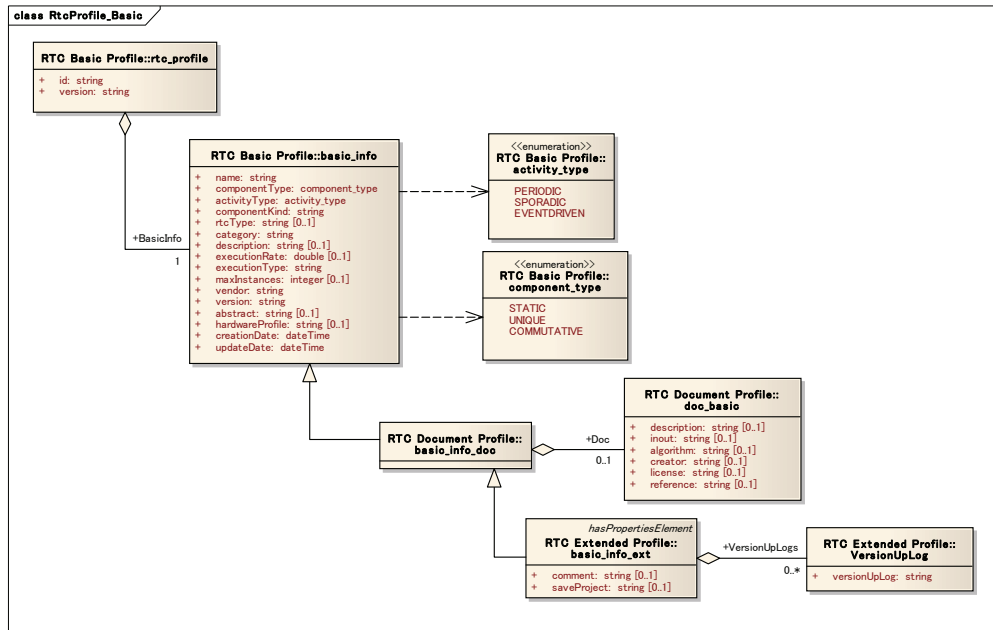 class RtcProfile_Basic
RTC Basic Profile::rtc_profile
+ id: string
+ version: string
RTC Basic Profile::basic_info
+ name: string
+ componentType: component_type
+ activityType: activity_type
+ componentKind: string
+ rtcType: string [0..1]
+ category: string
+ description: string [0..1]
+ executionRate: double [0..1]
+ executionType: string
+ maxInstances: integer [0..1]
+ vendor: string
+ version: string
+ abstract: string [0..1]
+ hardwareProfile: string [0..1]
+ creationDate: dateTime
+ updateDate: dateTime
+BasicInfo
1
<<enumeration>>
RTC Basic Profile::
activity_type
PERIODIC
SPORADIC
EVENTDRIVEN
<<enumeration>>
RTC Basic Profile::
component_type
STATIC
UNIQUE
COMMUTATIVE
RTC Document Profile::
basic_info_doc
+Doc
0..1
RTC Document Profile::
doc_basic
+ description: string [0..1]
+ inout: string [0..1]
+ algorithm: string [0..1]
+ creator: string [0..1]
+ license: string [0..1]
+ reference: string [0..1]
hasPropertiesElement
RTC Extended Profile::
basic_info_ext
+ comment: string [0..1]
+ saveProject: string [0..1]
+VersionUpLogs
0..*
RTC Extended Profile::
VersionUpLog
+ versionUpLog: string